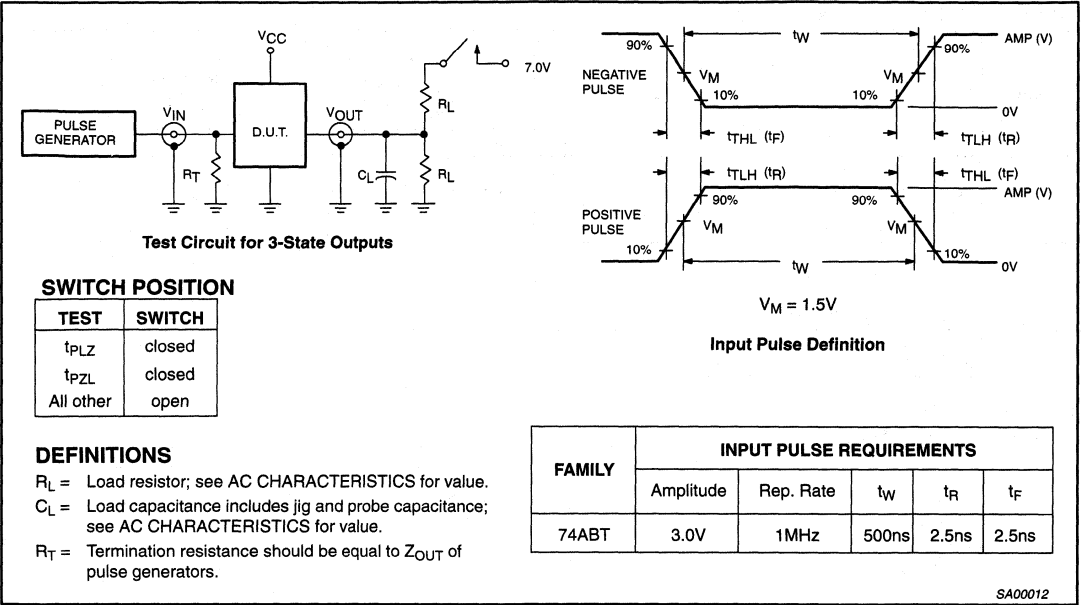 VCC
7.0V
RL
PULSE
GENERATOR
VIN
D.U.T.
VOUT
RT
CL
RL
Test Circuit for 3-State Outputs
90%
tW
90%
AMP (V)
NEGATIVE
PULSE
VM
VM
10%
10%
0V
tTHL (tF)
tTLH (tR)
tTLH (tR)
tTHL (tF)
AMP (V)
90%
90%
POSITIVE
PULSE
VM
VM
10%
10%
tW
0V
VM = 1.5V
Input Pulse Definition
SWITCH POSITION
TEST SWITCH
tPLZ closed
tPZL closed
All other open
DEFINITIONS
RL = Load resistor; see AC CHARACTERISTICS for value.
CL = Load capacitance includes jig and probe capacitance;
see AC CHARACTERISTICS for value.
RT = Termination resistance should be equal to ZOUT of
pulse generators.
FAMILY INPUT PULSE REQUIREMENTS
Amplitude Rep. Rate tW tR tF
74ABT 3.0V 1MHz 500ns 2.5ns 2.5ns
SA00012